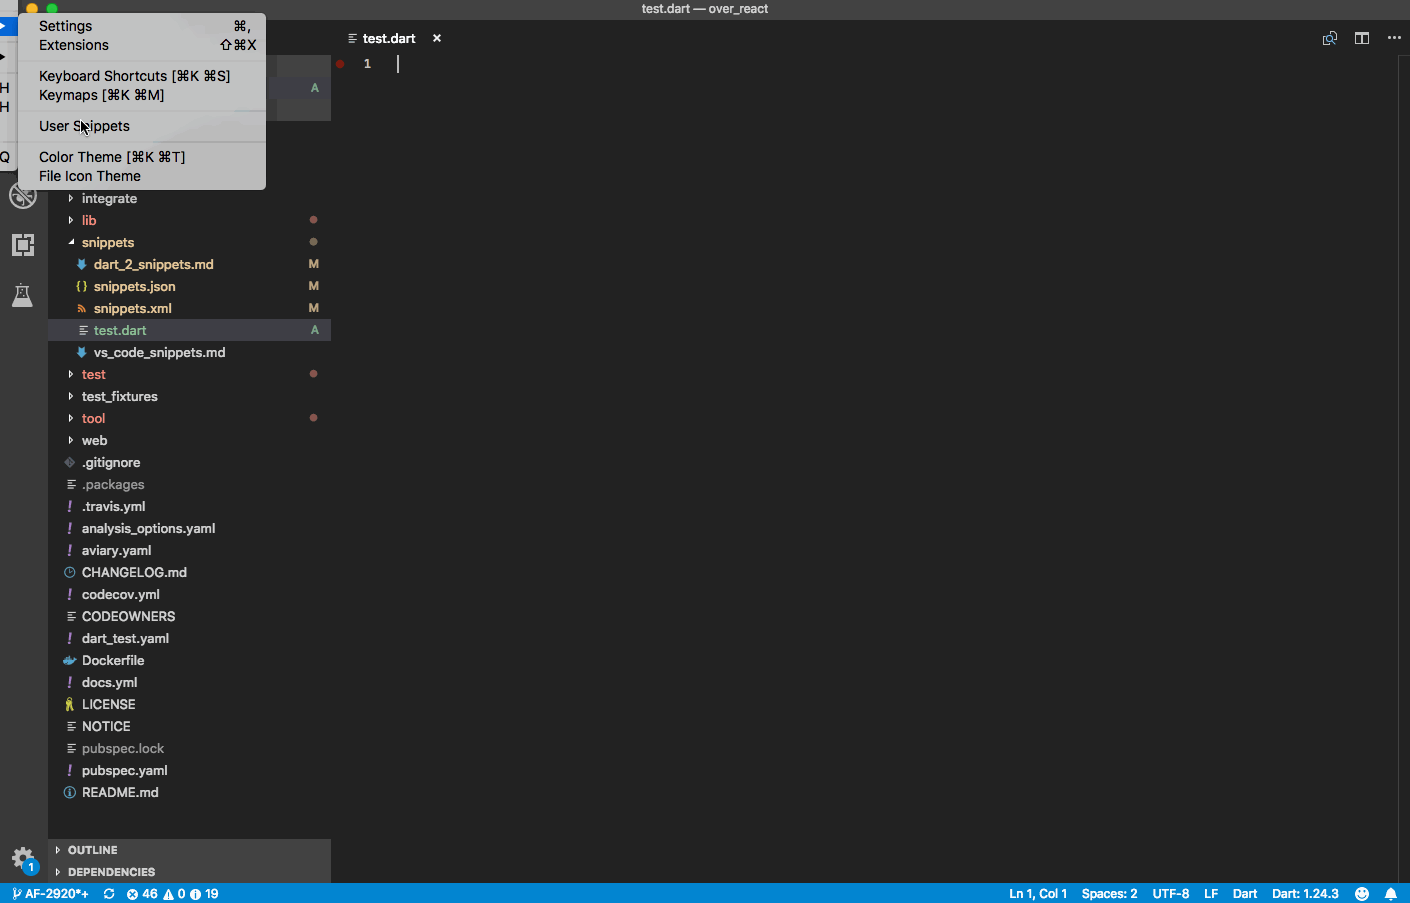 test.dart — over_react
Settings ⌘,
Extensions ⇧⌘X
Keyboard Shortcuts [⌘K ⌘S]
Keymaps [⌘K ⌘M]
User Snippets
Color Theme [⌘K ⌘T]
File Icon Theme
H
H
Q
test.dart ×
1
A
integrate
lib
snippets
dart_2_snippets.md M
{} snippets.json M
snippets.xml M
test.dart A
vs_code_snippets.md
test
test_fixtures
tool
web
.gitignore
.packages
! .travis.yml
! analysis_options.yaml
! aviary.yaml
CHANGELOG.md
! codecov.yml
CODEOWNERS
! dart_test.yaml
Dockerfile
! docs.yml
LICENSE
NOTICE
pubspec.lock
! pubspec.yaml
README.md
OUTLINE
DEPENDENCIES
1
AF-2920*+ 46 0 19 Ln 1, Col 1 Spaces: 2 UTF-8 LF Dart Dart: 1.24.3